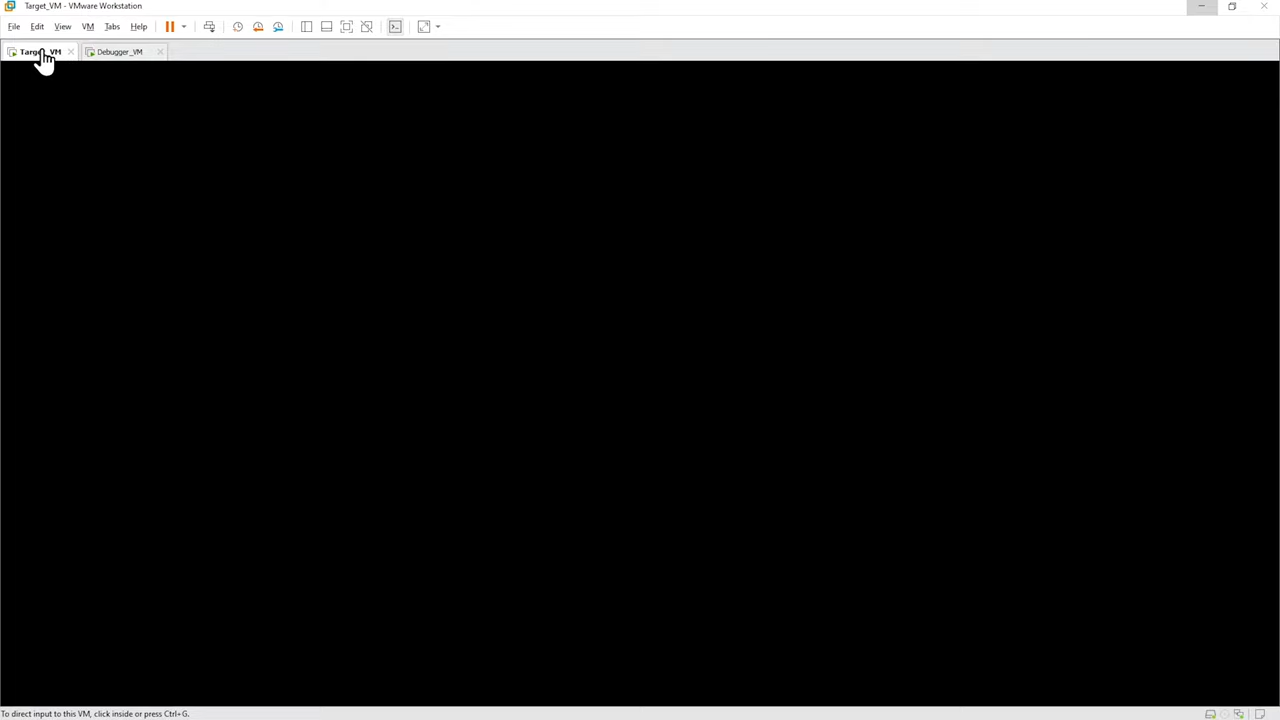 Target_VM - VMware Workstation
File Edit View VM Tabs Help
Target_VM Debugger_VM
To direct input to this VM, click inside or press Ctrl+G.